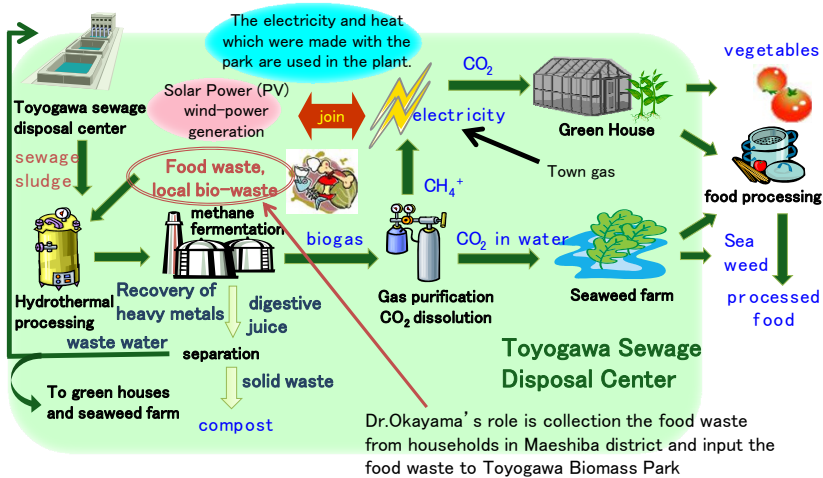 The electricity and heat
which were made with the
park are used in the plant.
CO2
vegetables
Solar Power (PV)
wind-power
generation
join
electricity
Green House
Toyogawa sewage
disposal center
sewage
sludge
Food waste,
local bio-waste
CH4+
Town gas
food processing
methane
fermentation
biogas
CO2 in water
Sea
weed
Hydrothermal
processing
Recovery of
heavy metals
digestive
juice
Gas purification
CO2 dissolution
Seaweed farm
processed
food
waste water
separation
Toyogawa Sewage
Disposal Center
To green houses
and seaweed farm
solid waste
compost
Dr.Okayama's role is collection the food waste
from households in Maeshiba district and input the
food waste to Toyogawa Biomass Park